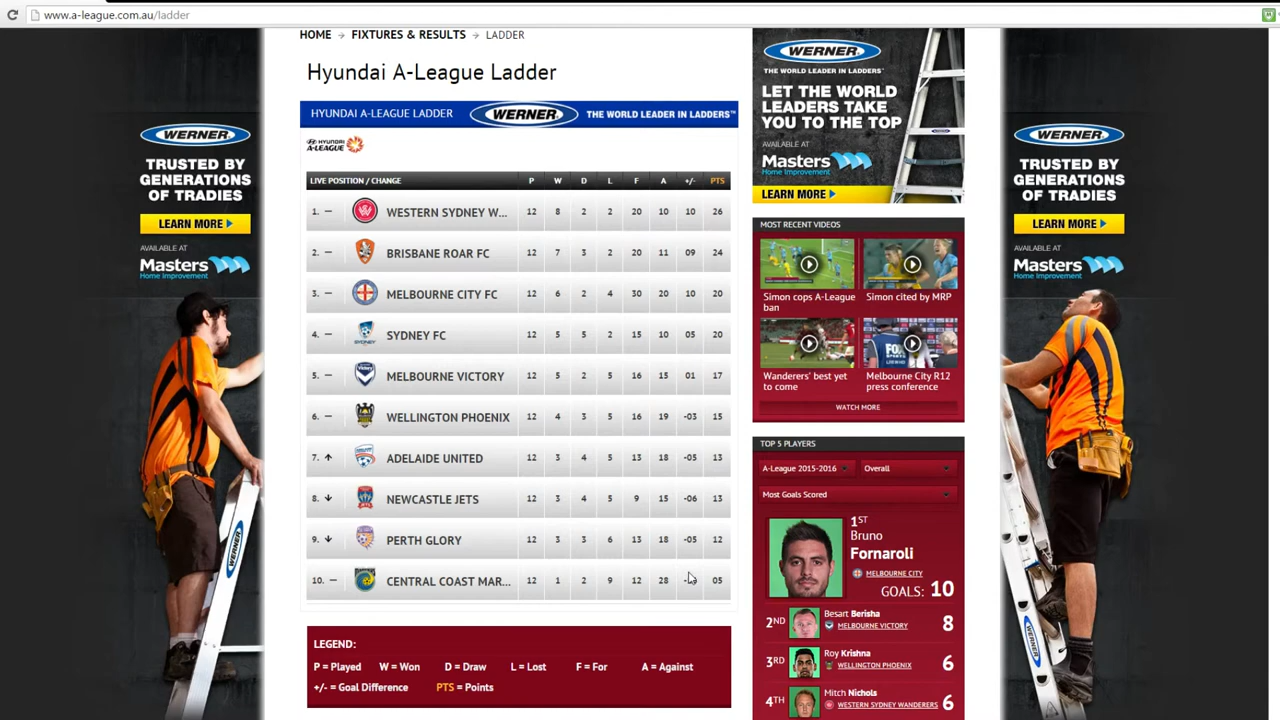 www.a-league.com.au/ladder
HOME → FIXTURES & RESULTS → LADDER
Hyundai A-League Ladder
HYUNDAI A-LEAGUE LADDER WERNER. THE WORLD LEADER IN LADDERS™
HYUNDAI A-LEAGUE
LIVE POSITION / CHANGE P W D L F A +/- PTS
1. — WESTERN SYDNEY W... 12 8 2 2 20 10 10 26
2. — BRISBANE ROAR FC 12 7 3 2 20 11 09 24
3. — MELBOURNE CITY FC 12 6 2 4 30 20 10 20
4. — SYDNEY FC 12 5 5 2 15 10 05 20
5. — MELBOURNE VICTORY 12 5 2 5 16 15 01 17
6. — WELLINGTON PHOENIX 12 4 3 5 16 19 -03 15
7. ↑ ADELAIDE UNITED 12 3 4 5 13 18 -05 13
8. ↓ NEWCASTLE JETS 12 3 4 5 9 15 -06 13
9. ↓ PERTH GLORY 12 3 3 6 13 18 -05 12
10. — CENTRAL COAST MAR... 12 1 2 9 12 28 05
LEGEND:
P = Played W = Won D = Draw L = Lost F = For A = Against
+/- = Goal Difference PTS = Points
WERNER.
TRUSTED BY
GENERATIONS
OF TRADIES
LEARN MORE
AVAILABLE AT
Masters
Home Improvement
WERNER
WERNER.
THE WORLD LEADER IN LADDERS™
LET THE WORLD
LEADERS TAKE
YOU TO THE TOP
AVAILABLE AT
Masters
Home Improvement
LEARN MORE
MOST RECENT VIDEOS
Simon cops A-League
ban
Simon cited by MRP
Wanderers' best yet
to come
Melbourne City R12
press conference
WATCH MORE
TOP 5 PLAYERS
A-League 2015-2016 Overall
Most Goals Scored
1ST
Bruno
Fornaroli
MELBOURNE CITY
GOALS: 10
2ND Besart Berisha
MELBOURNE VICTORY 8
3RD Roy Krishna
WELLINGTON PHOENIX 6
4TH Mitch Nichols
WESTERN SYDNEY WANDERERS 6
WERNER.
TRUSTED BY
GENERATIONS
OF TRADIES
LEARN MORE
AVAILABLE AT
Masters
Home Improvement
WERNER